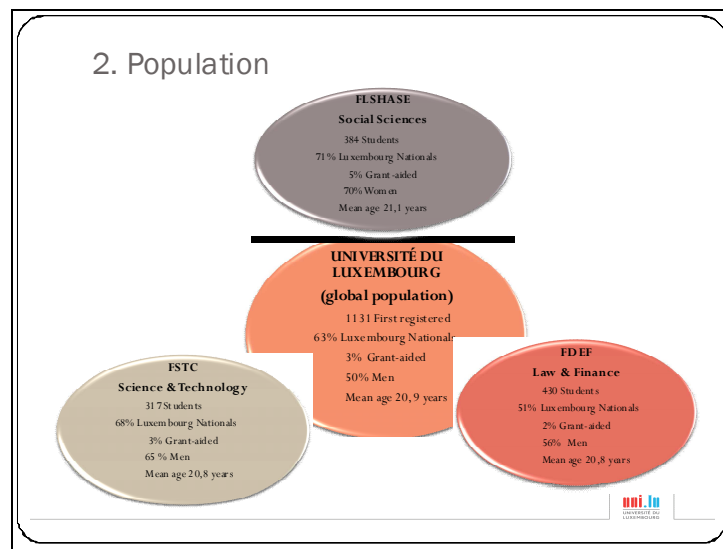 2. Population
FLSHASE
Social Sciences
384 Students
71% Luxembourg Nationals
5% Grant-aided
70% Women
Mean age 21,1 years
UNIVERSITÉ DU
LUXEMBOURG
(global population)
1131 First registered
63% Luxembourg Nationals
3% Grant-aided
50% Men
Mean age 20, 9 years
FSTC
Science & Technology
317 Students
68% Luxembourg Nationals
3% Grant-aided
65 % Men
Mean age 20,8 years
FDEF
Law & Finance
430 Students
51% Luxembourg Nationals
2% Grant-aided
56% Men
Mean age 20,8 years
uni.lu
UNIVERSITÉ DU
LUXEMBOURG